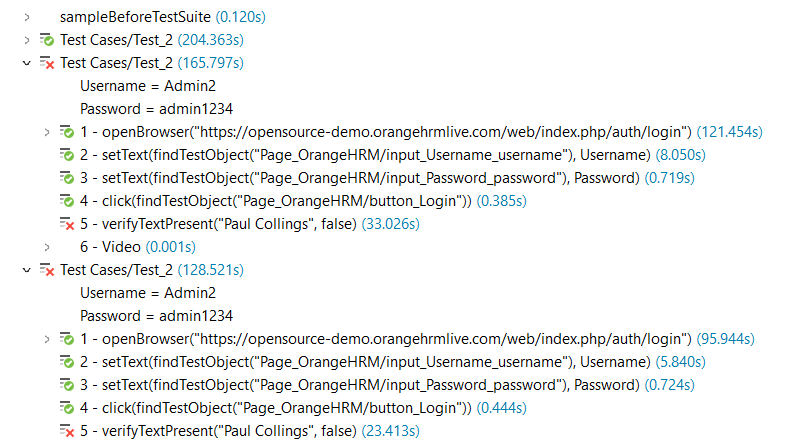 sampleBeforeTestSuite (0.120s)
Test Cases/Test_2 (204.363s)
Test Cases/Test_2 (165.797s)
Username = Admin2
Password = admin1234
1 - openBrowser("https://opensource-demo.orangehrmlive.com/web/index.php/auth/login") (121.454s)
2 - setText(findTestObject("Page_OrangeHRM/input_Username_username"), Username) (8.050s)
3 - setText(findTestObject("Page_OrangeHRM/input_Password_password"), Password) (0.719s)
4 - click(findTestObject("Page_OrangeHRM/button_Login")) (0.385s)
5 - verifyTextPresent("Paul Collings", false) (33.026s)
6 - Video (0.001s)
Test Cases/Test_2 (128.521s)
Username = Admin2
Password = admin1234
1 - openBrowser("https://opensource-demo.orangehrmlive.com/web/index.php/auth/login") (95.944s)
2 - setText(findTestObject("Page_OrangeHRM/input_Username_username"), Username) (5.840s)
3 - setText(findTestObject("Page_OrangeHRM/input_Password_password"), Password) (0.724s)
4 - click(findTestObject("Page_OrangeHRM/button_Login")) (0.444s)
5 - verifyTextPresent("Paul Collings", false) (23.413s)